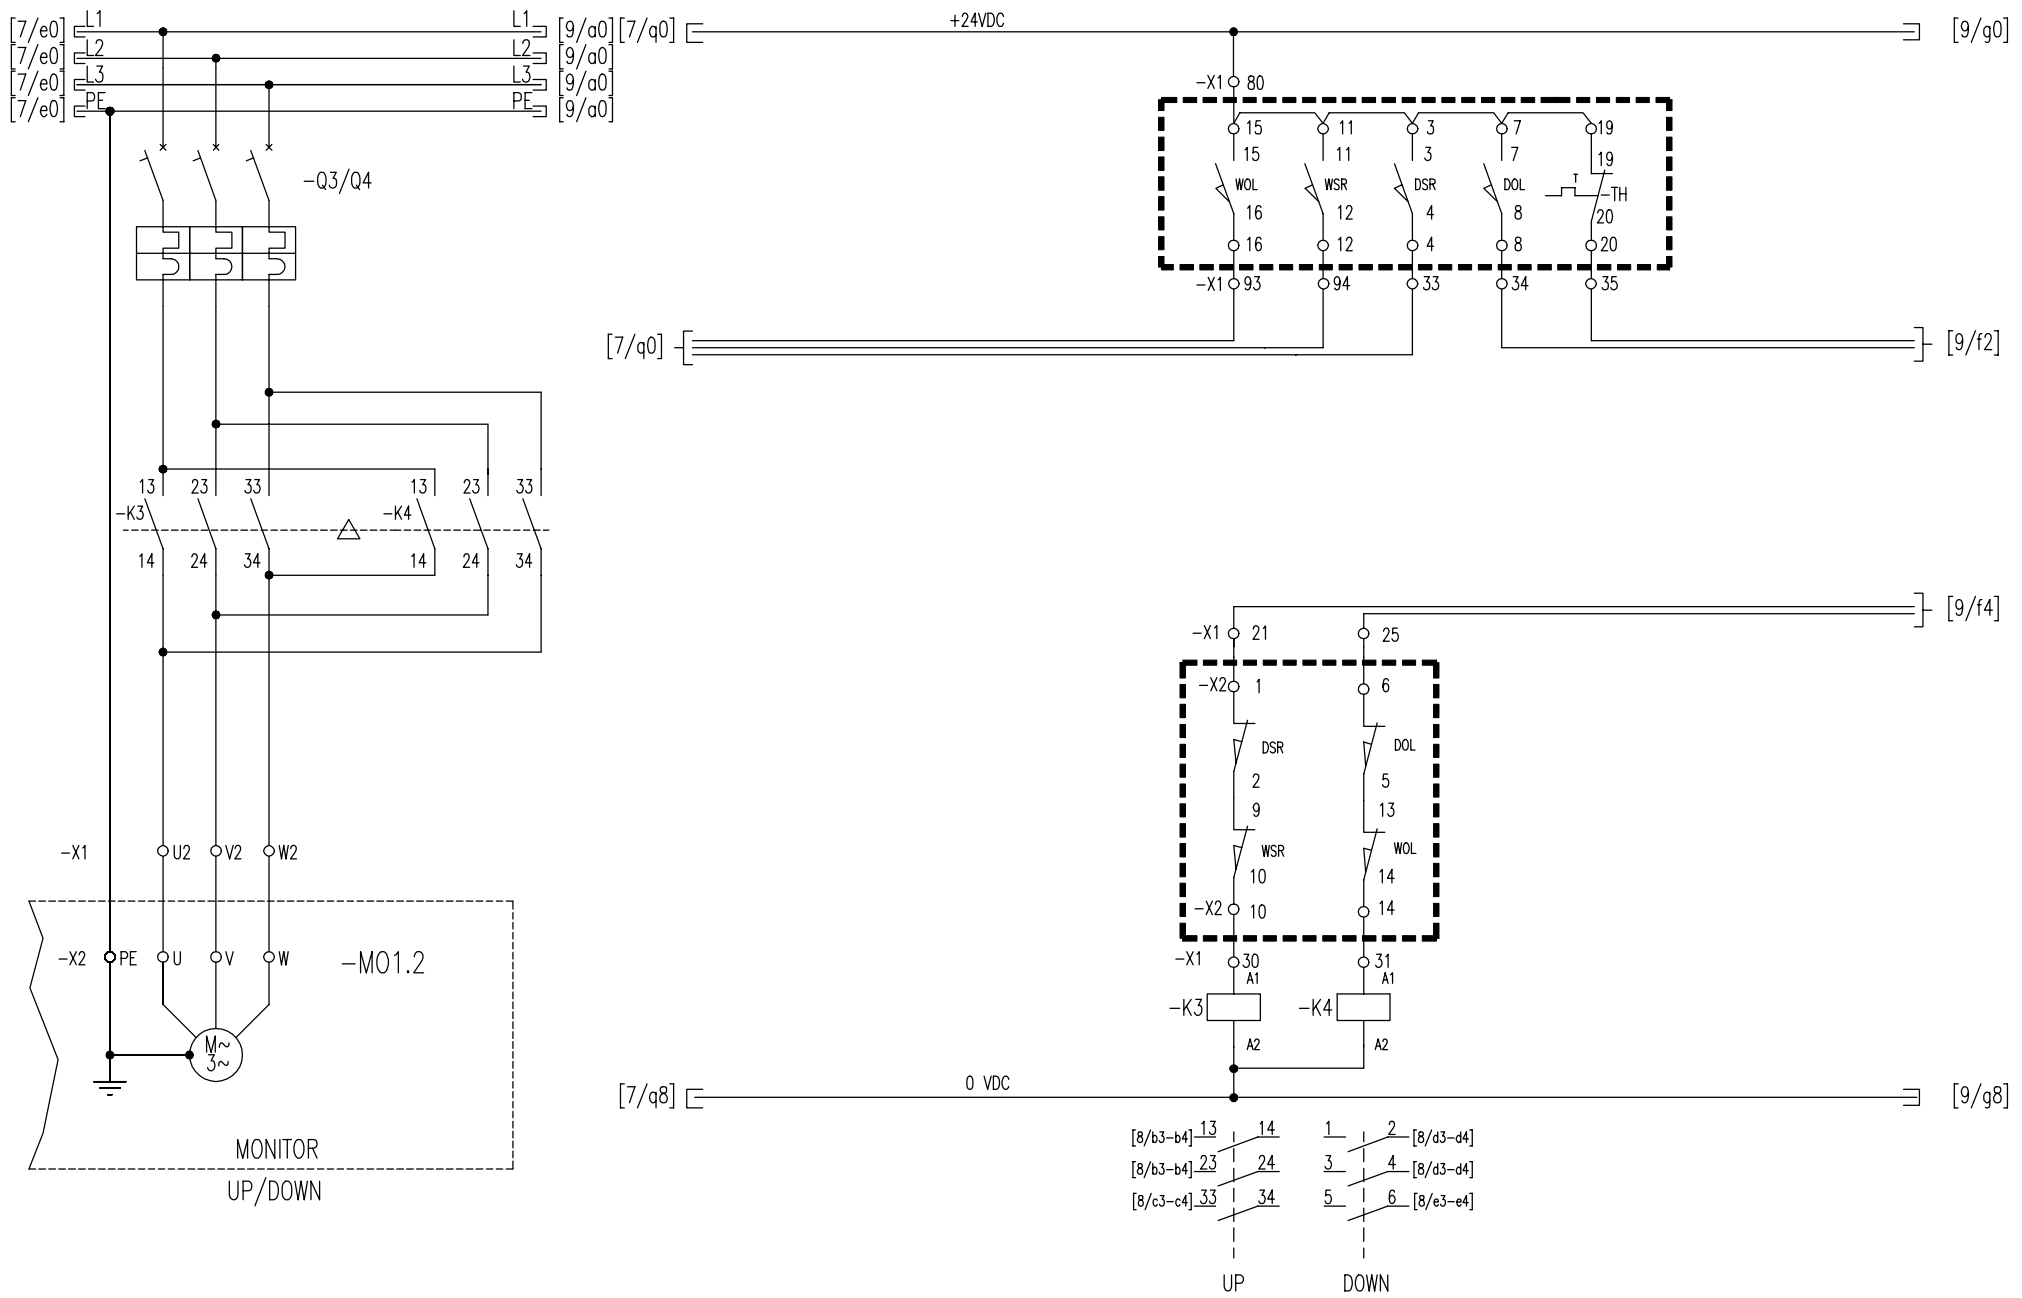 [7/e0] L1 L1 [9/a0] [7/q0] +24VDC [9/g0]
[7/e0] L2 L2 [9/a0]
[7/e0] L3 L3 [9/a0]
[7/e0] PE PE [9/a0]
-X1 80
15 11 3 7 19
15 11 3 7 19
-Q3/Q4
WOL WSR DSR DOL T -TH
16 12 4 8 20
16 12 4 8 20
-X1 93 94 33 34 35
[7/q0] [9/f2]
13 23 33 13 23 33
-K3 -K4
14 24 34 14 24 34
[9/f4]
-X1 21 25
-X2 1 6
DSR DOL
2 5
9 13
WSR WOL
10 14
-X2 10 14
-X1 U2 V2 W2
-X2 PE U V W -MO1.2
-X1 30 31
A1 A1
-K3 -K4
A2 A2
M~
3~
[7/q8] 0 VDC [9/g8]
[8/b3-b4] 13 14 1 2 [8/d3-d4]
[8/b3-b4] 23 24 3 4 [8/d3-d4]
[8/c3-c4] 33 34 5 6 [8/e3-e4]
MONITOR
UP/DOWN
UP DOWN